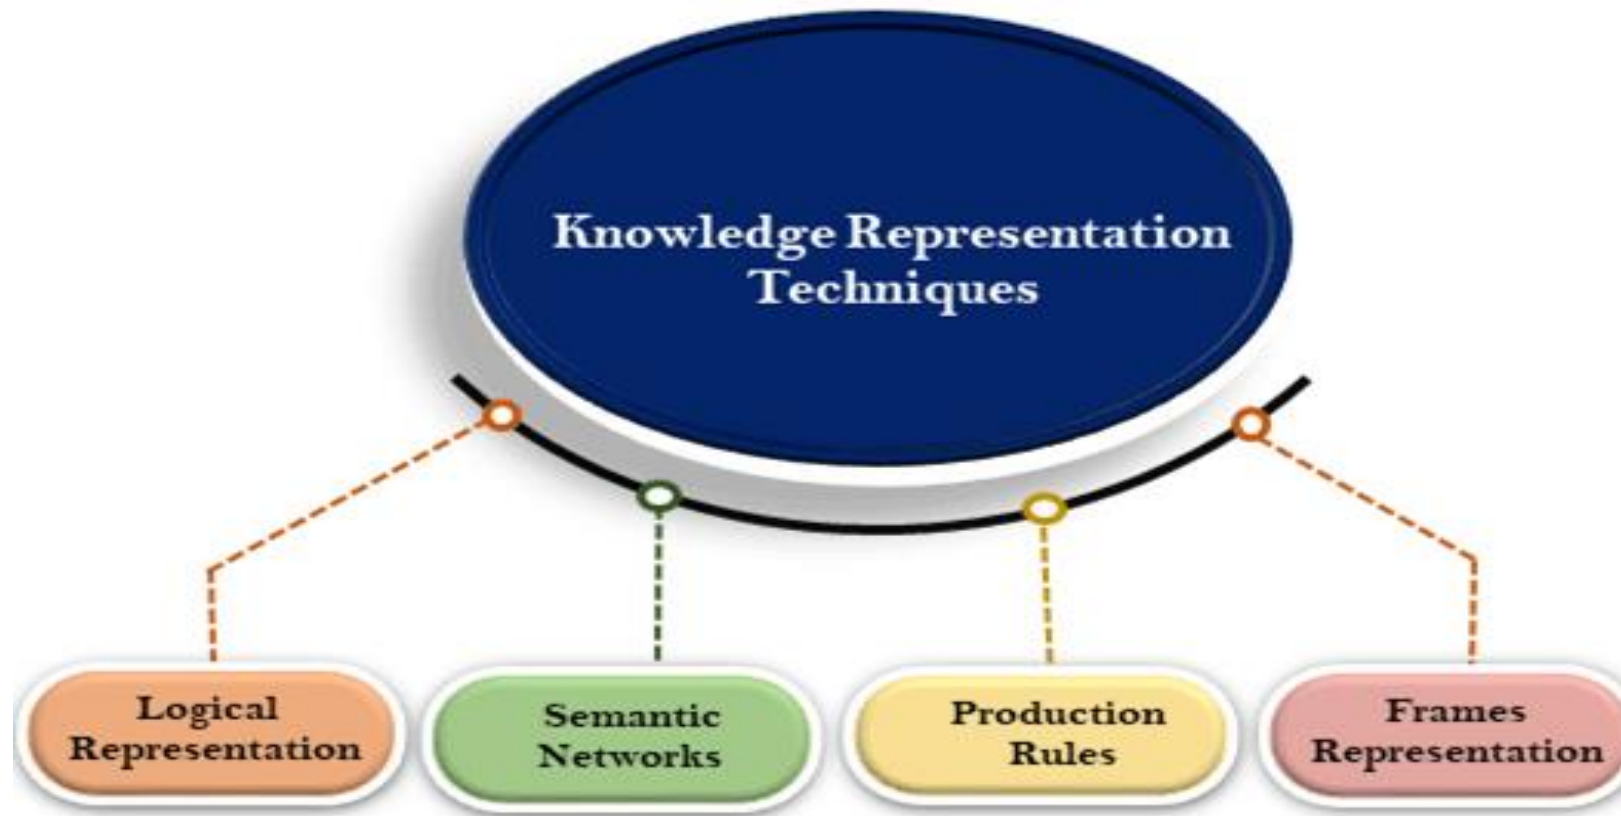 Knowledge Representation
Techniques
Logical
Representation
Semantic
Networks
Production
Rules
Frames
Representation